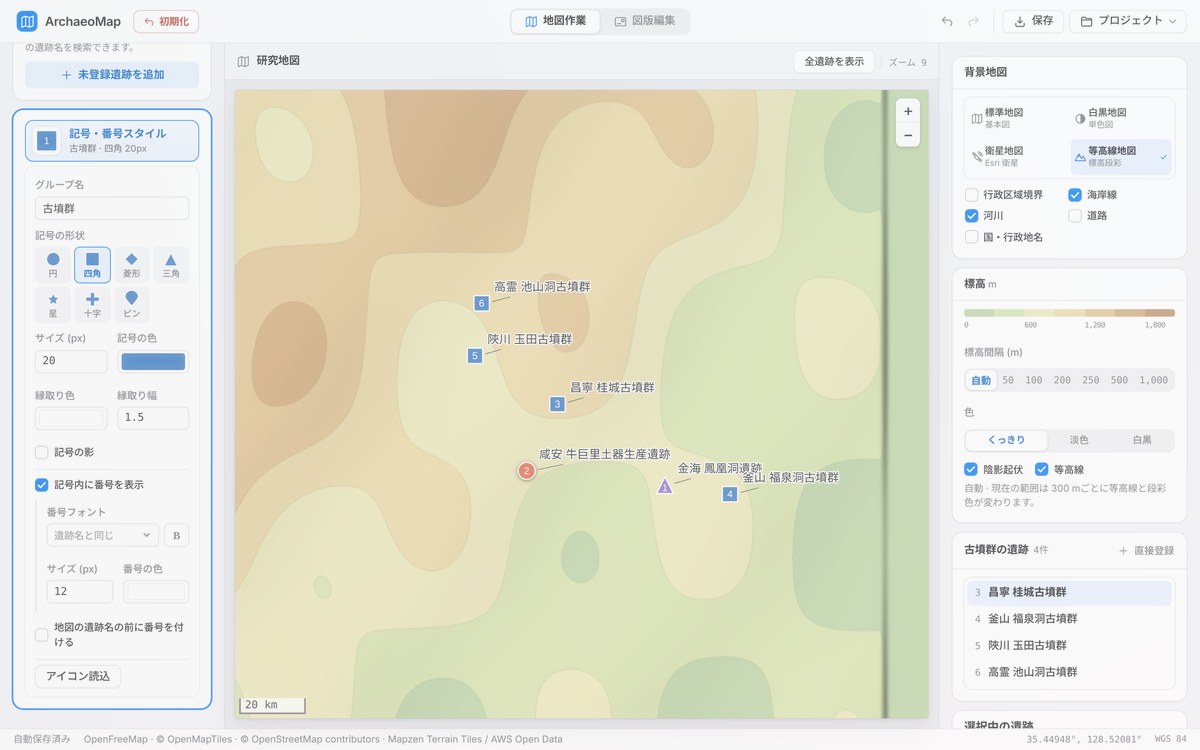 ArchaeoMap
初期化
地図作業
図版編集
保存
プロジェクト
の遺跡名を検索できます。
+ 未登録遺跡を追加
1
記号・番号スタイル
古墳群 · 四角 20px
グループ名
古墳群
記号の形状
円
四角
菱形
三角
星
十字
ピン
サイズ (px)
記号の色
20
縁取り色
縁取り幅
1.5
記号の影
記号内に番号を表示
番号フォント
遺跡名と同じ
B
サイズ (px)
番号の色
12
地図の遺跡名の前に番号を付
ける
アイコン読込
研究地図
全遺跡を表示
ズーム 9
+
−
高霊 池山洞古墳群
6
陜川 玉田古墳群
5
昌寧 桂城古墳群
3
咸安 牛巨里土器生産遺跡
2
金海 鳳凰洞遺跡
1
釜山 福泉洞古墳群
4
20 km
背景地図
標準地図
基本図
白黒地図
単色図
衛星地図
Esri 衛星
等高線地図
標高段彩
行政区域境界
海岸線
河川
道路
国・行政地名
標高 m
0 600 1,200 1,800
標高間隔 (m)
自動 50 100 200 250 500 1,000
色
くっきり 淡色 白黒
陰影起伏
等高線
自動 · 現在の範囲は 300 mごとに等高線と段彩
色が変わります。
古墳群の遺跡 4件
+ 直接登録
3 昌寧 桂城古墳群
4 釜山 福泉洞古墳群
5 陜川 玉田古墳群
6 高霊 池山洞古墳群
選択中の遺跡
自動保存済み
OpenFreeMap · © OpenMapTiles · © OpenStreetMap contributors · Mapzen Terrain Tiles / AWS Open Data
35.44948°, 128.52081°
WGS 84